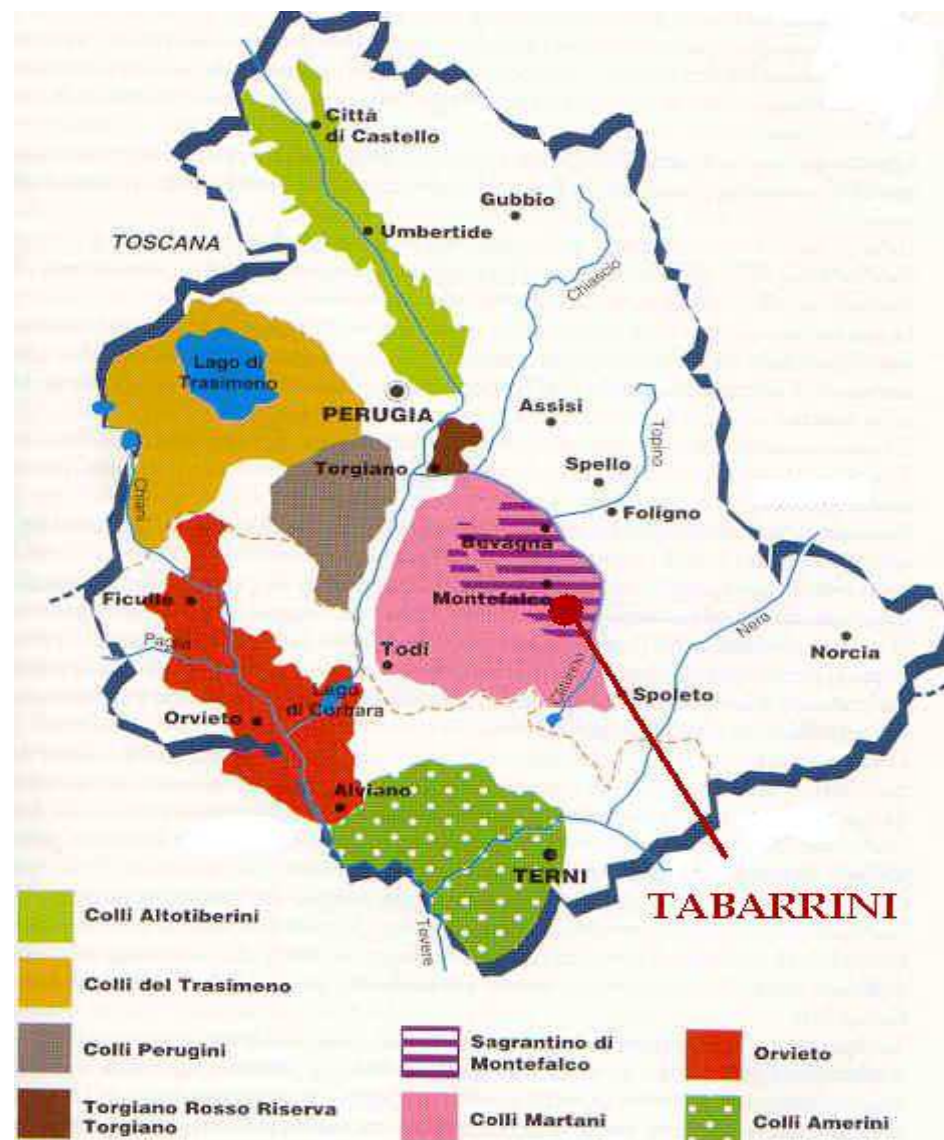 Città
di Castello
Gubbio
Umbertide
TOSCANA
Chiascio
Lago di
Trasimeno
PERUGIA
Assisi
Topino
Torgiano
Spello
Chiani
Foligno
Bevagna
Ficulle
Montefalco
Nera
Paglia
Todi
Norcia
Clitunno
Lago
di Corbara
Spoleto
Orvieto
Alviano
TERNI
TABARRINI
Tevere
Colli Altotiberini
Colli del Trasimeno
Colli Perugini
Sagrantino di
Montefalco
Orvieto
Torgiano Rosso Riserva
Torgiano
Colli Martani
Colli Amerini